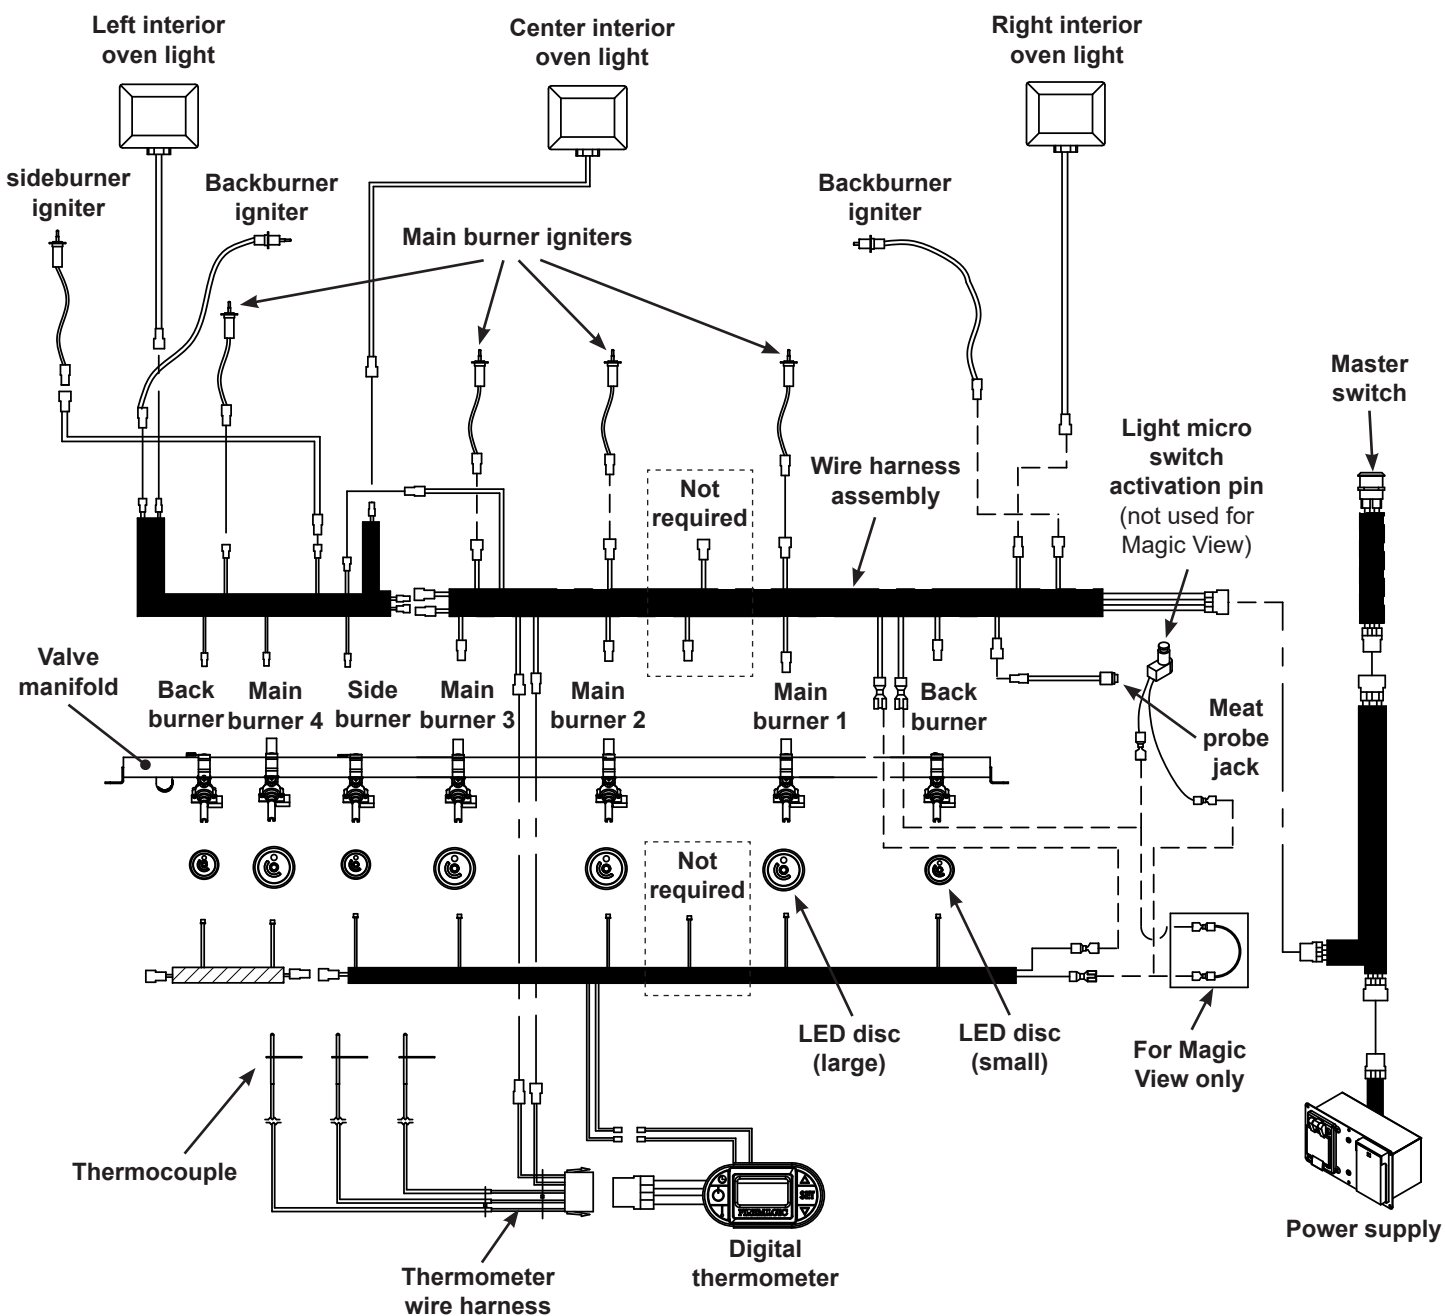 Left interior
oven light
Center interior
oven light
Right interior
oven light
sideburner
igniter
Backburner
igniter
Main burner igniters
Backburner
igniter
Master
switch
Light micro
switch
activation pin
(not used for
Magic View)
Wire harness
assembly
Not
required
Valve
manifold
Back
burner
Main
burner 4
Side
burner
Main
burner 3
Main
burner 2
Main
burner 1
Back
burner
Meat
probe
jack
Not
required
LED disc
(large)
LED disc
(small)
For Magic
View only
Thermocouple
SET
FIREMAGIC
Power supply
Digital
thermometer
Thermometer
wire harness